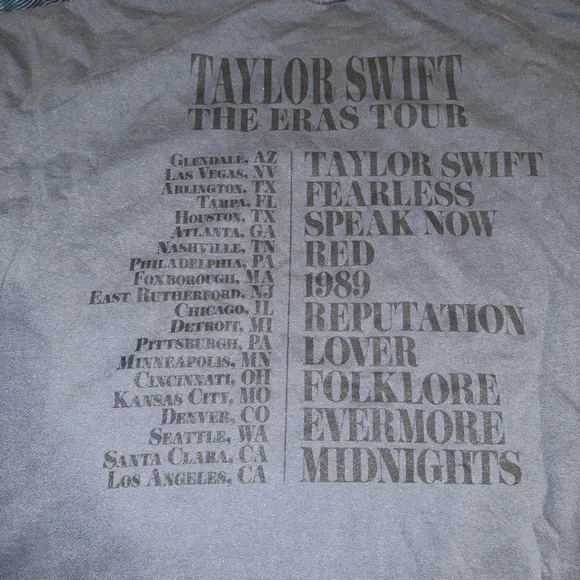 TAYLOR SWIFT
THE ERAS TOUR
GLENDALE, AZ
LAS VEGAS, NV
ARLINGTON, TX
TAMPA, FL
HOUSTON, TX
ATLANTA, GA
NASHVILLE, TN
PHILADELPHIA, PA
FOXBOROUGH, MA
EAST RUTHERFORD, NJ
CHICAGO, IL
DETROIT, MI
PITTSBURGH, PA
MINNEAPOLIS, MN
CINCINNATI, OH
KANSAS CITY, MO
DENVER, CO
SEATTLE, WA
SANTA CLARA, CA
LOS ANGELES, CA
TAYLOR SWIFT
FEARLESS
SPEAK NOW
RED
1989
REPUTATION
LOVER
FOLKLORE
EVERMORE
MIDNIGHTS